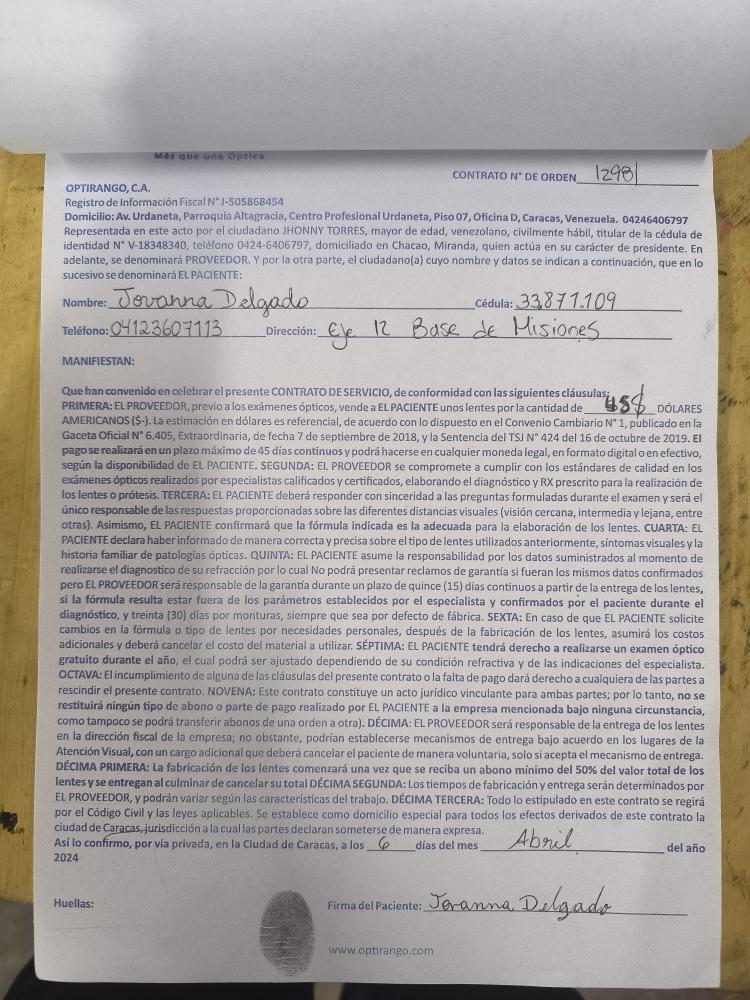 Más que una Óptica
CONTRATO N° DE ORDEN 1298
OPTIRANGO, C.A.
Registro de Información Fiscal N° J-505868454
Domicilio: Av. Urdaneta, Parroquia Altagracia, Centro Profesional Urdaneta, Piso 07, Oficina D, Caracas, Venezuela. 04246406797
Representada en este acto por el ciudadano JHONNY TORRES, mayor de edad, venezolano, civilmente hábil, titular de la cédula de
identidad N° V-18348340, teléfono 0424-6406797, domiciliado en Chacao, Miranda, quien actúa en su carácter de presidente. En
adelante, se denominará PROVEEDOR. Y por la otra parte, el ciudadano(a) cuyo nombre y datos se indican a continuación, que en lo
sucesivo se denominará EL PACIENTE:
Nombre: Jovanna Delgado Cédula: 33.871.109
Teléfono: 04123607113 Dirección: Eje 12 Base de Misiones
MANIFIESTAN:
Que han convenido en celebrar el presente CONTRATO DE SERVICIO, de conformidad con las siguientes cláusulas:
PRIMERA: EL PROVEEDOR, previo a los exámenes ópticos, vende a EL PACIENTE unos lentes por la cantidad de $ DÓLARES
AMERICANOS ($-). La estimación en dólares es referencial, de acuerdo con lo dispuesto en el Convenio Cambiario N° 1, publicado en la
Gaceta Oficial N° 6.405, Extraordinaria, de fecha 7 de septiembre de 2018, y la Sentencia del TSJ N° 424 del 16 de octubre de 2019. El
pago se realizará en un plazo máximo de 45 días continuos y podrá hacerse en cualquier moneda legal, en formato digital o en efectivo,
según la disponibilidad de EL PACIENTE. SEGUNDA: EL PROVEEDOR se compromete a cumplir con los estándares de calidad en los
exámenes ópticos realizados por especialistas calificados y certificados, elaborando el diagnóstico y RX prescrito para la realización de
los lentes o prótesis. TERCERA: EL PACIENTE deberá responder con sinceridad a las preguntas formuladas durante el examen y será el
único responsable de las respuestas proporcionadas sobre las diferentes distancias visuales (visión cercana, intermedia y lejana, entre
otras). Asimismo, EL PACIENTE confirmará que la fórmula indicada es la adecuada para la elaboración de los lentes. CUARTA: EL
PACIENTE declara haber informado de manera correcta y precisa sobre el tipo de lentes utilizados anteriormente, síntomas visuales y la
historia familiar de patologías ópticas. QUINTA: EL PACIENTE asume la responsabilidad por los datos suministrados al momento de
realizarse el diagnostico de su refracción por lo cual No podrá presentar reclamos de garantía si fueran los mismos datos confirmados
pero EL PROVEEDOR será responsable de la garantía durante un plazo de quince (15) días continuos a partir de la entrega de los lentes,
si la fórmula resulta estar fuera de los parámetros establecidos por el especialista y confirmados por el paciente durante el
diagnóstico, y treinta (30) días por monturas, siempre que sea por defecto de fábrica. SEXTA: En caso de que EL PACIENTE solicite
cambios en la fórmula o tipo de lentes por necesidades personales, después de la fabricación de los lentes, asumirá los costos
adicionales y deberá cancelar el costo del material a utilizar. SÉPTIMA: EL PACIENTE tendrá derecho a realizarse un examen óptico
gratuito durante el año, el cual podrá ser ajustado dependiendo de su condición refractiva y de las indicaciones del especialista.
OCTAVA: El incumplimiento de alguna de las cláusulas del presente contrato o la falta de pago dará derecho a cualquiera de las partes a
rescindir el presente contrato. NOVENA: Este contrato constituye un acto jurídico vinculante para ambas partes; por lo tanto, no se
restituirá ningún tipo de abono o parte de pago realizado por EL PACIENTE a la empresa mencionada bajo ninguna circunstancia,
como tampoco se podrá transferir abonos de una orden a otra). DÉCIMA: EL PROVEEDOR será responsable de la entrega de los lentes
en la dirección fiscal de la empresa; no obstante, podrían establecerse mecanismos de entrega bajo acuerdo en los lugares de la
Atención Visual, con un cargo adicional que deberá cancelar el paciente de manera voluntaria, solo si acepta el mecanismo de entrega.
DÉCIMA PRIMERA: La fabricación de los lentes comenzará una vez que se reciba un abono mínimo del 50% del valor total de los
lentes y se entregan al culminar de cancelar su total DÉCIMA SEGUNDA: Los tiempos de fabricación y entrega serán determinados por
EL PROVEEDOR, y podrán variar según las características del trabajo. DÉCIMA TERCERA: Todo lo estipulado en este contrato se regirá
por el Código Civil y las leyes aplicables. Se establece como domicilio especial para todos los efectos derivados de este contrato la
ciudad de Caracas, jurisdicción a la cual las partes declaran someterse de manera expresa.
Así lo confirmo, por vía privada, en la Ciudad de Caracas, a los 6 días del mes Abril del año
2024
Huellas:
Firma del Paciente: Jovanna Delgado
www.optirango.com